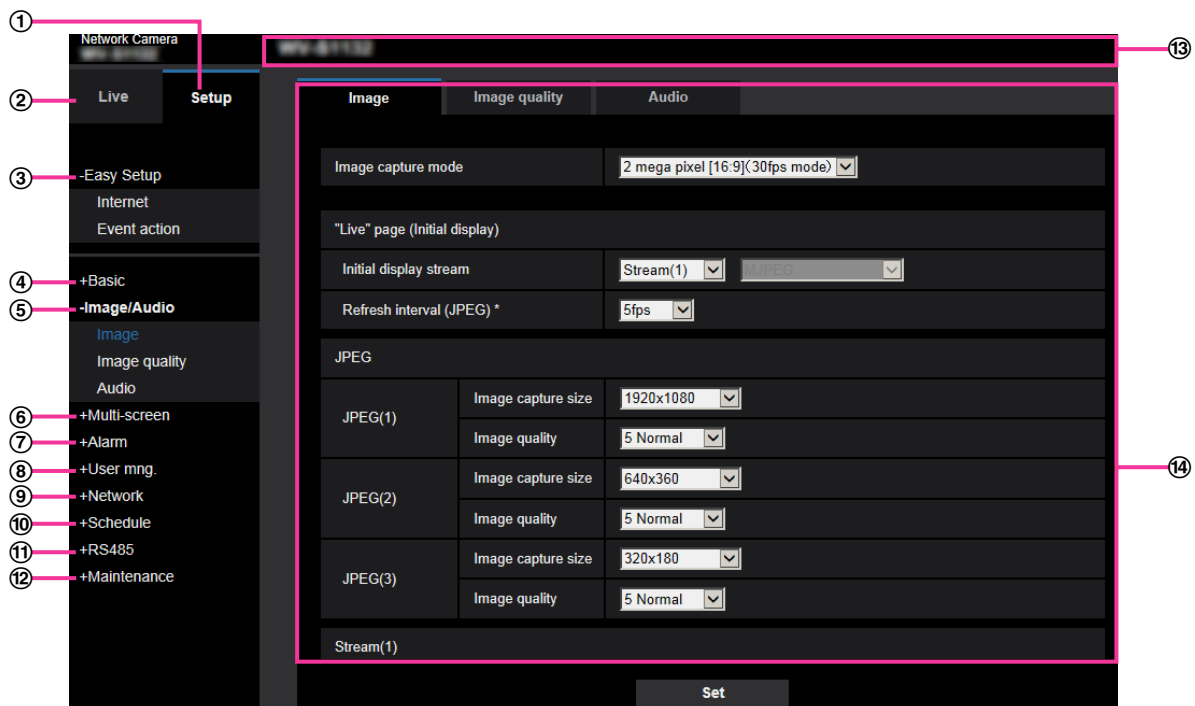 ①
Network Camera
⑬
② Live Setup
Image Image quality Audio
③ -Easy Setup
Internet
Event action
④ +Basic
⑤ -Image/Audio
Image
Image quality
Audio
⑥ +Multi-screen
⑦ +Alarm
⑧ +User mng.
⑨ +Network
⑩ +Schedule
⑪ +RS485
⑫ +Maintenance
Image capture mode 2 mega pixel [16:9](30fps mode)
"Live" page (Initial display)
Initial display stream Stream(1) MJPEG
Refresh interval (JPEG) * 5fps
JPEG
JPEG(1) Image capture size 1920x1080
Image quality 5 Normal
JPEG(2) Image capture size 640x360
Image quality 5 Normal
JPEG(3) Image capture size 320x180
Image quality 5 Normal
Stream(1)
Set
⑭